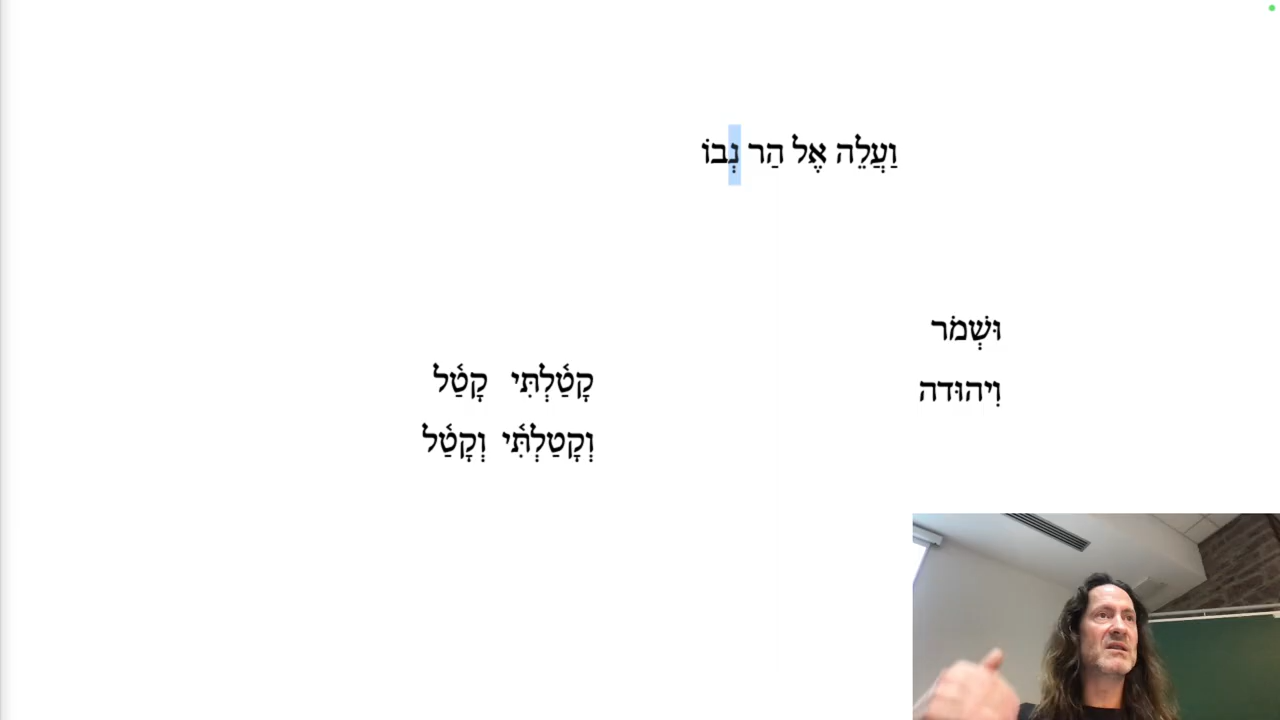 וַעֲלֵה אֶל הַר נְבוֹ
וּשְׁמֹר
וִיהוּדה
קָטַ֫לְתִּי קָטַ֫ל
וְקָטַלְתִּ֫י וְקָטַ֫ל